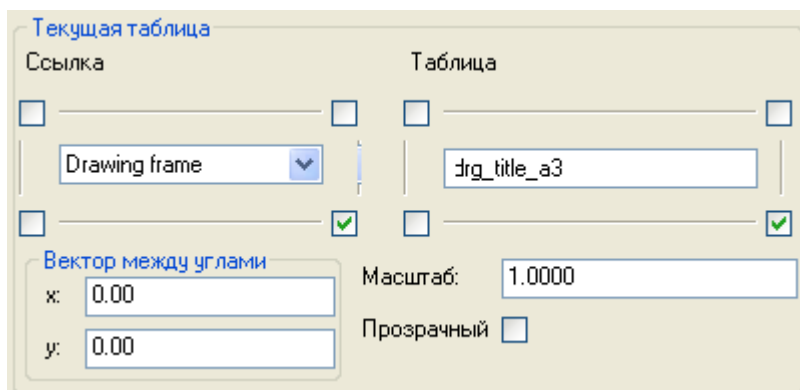 Текущая таблица
Ссылка Таблица
Drawing frame drg_title_a3
Вектор между углами
x: 0.00 Масштаб: 1.0000
y: 0.00 Прозрачный